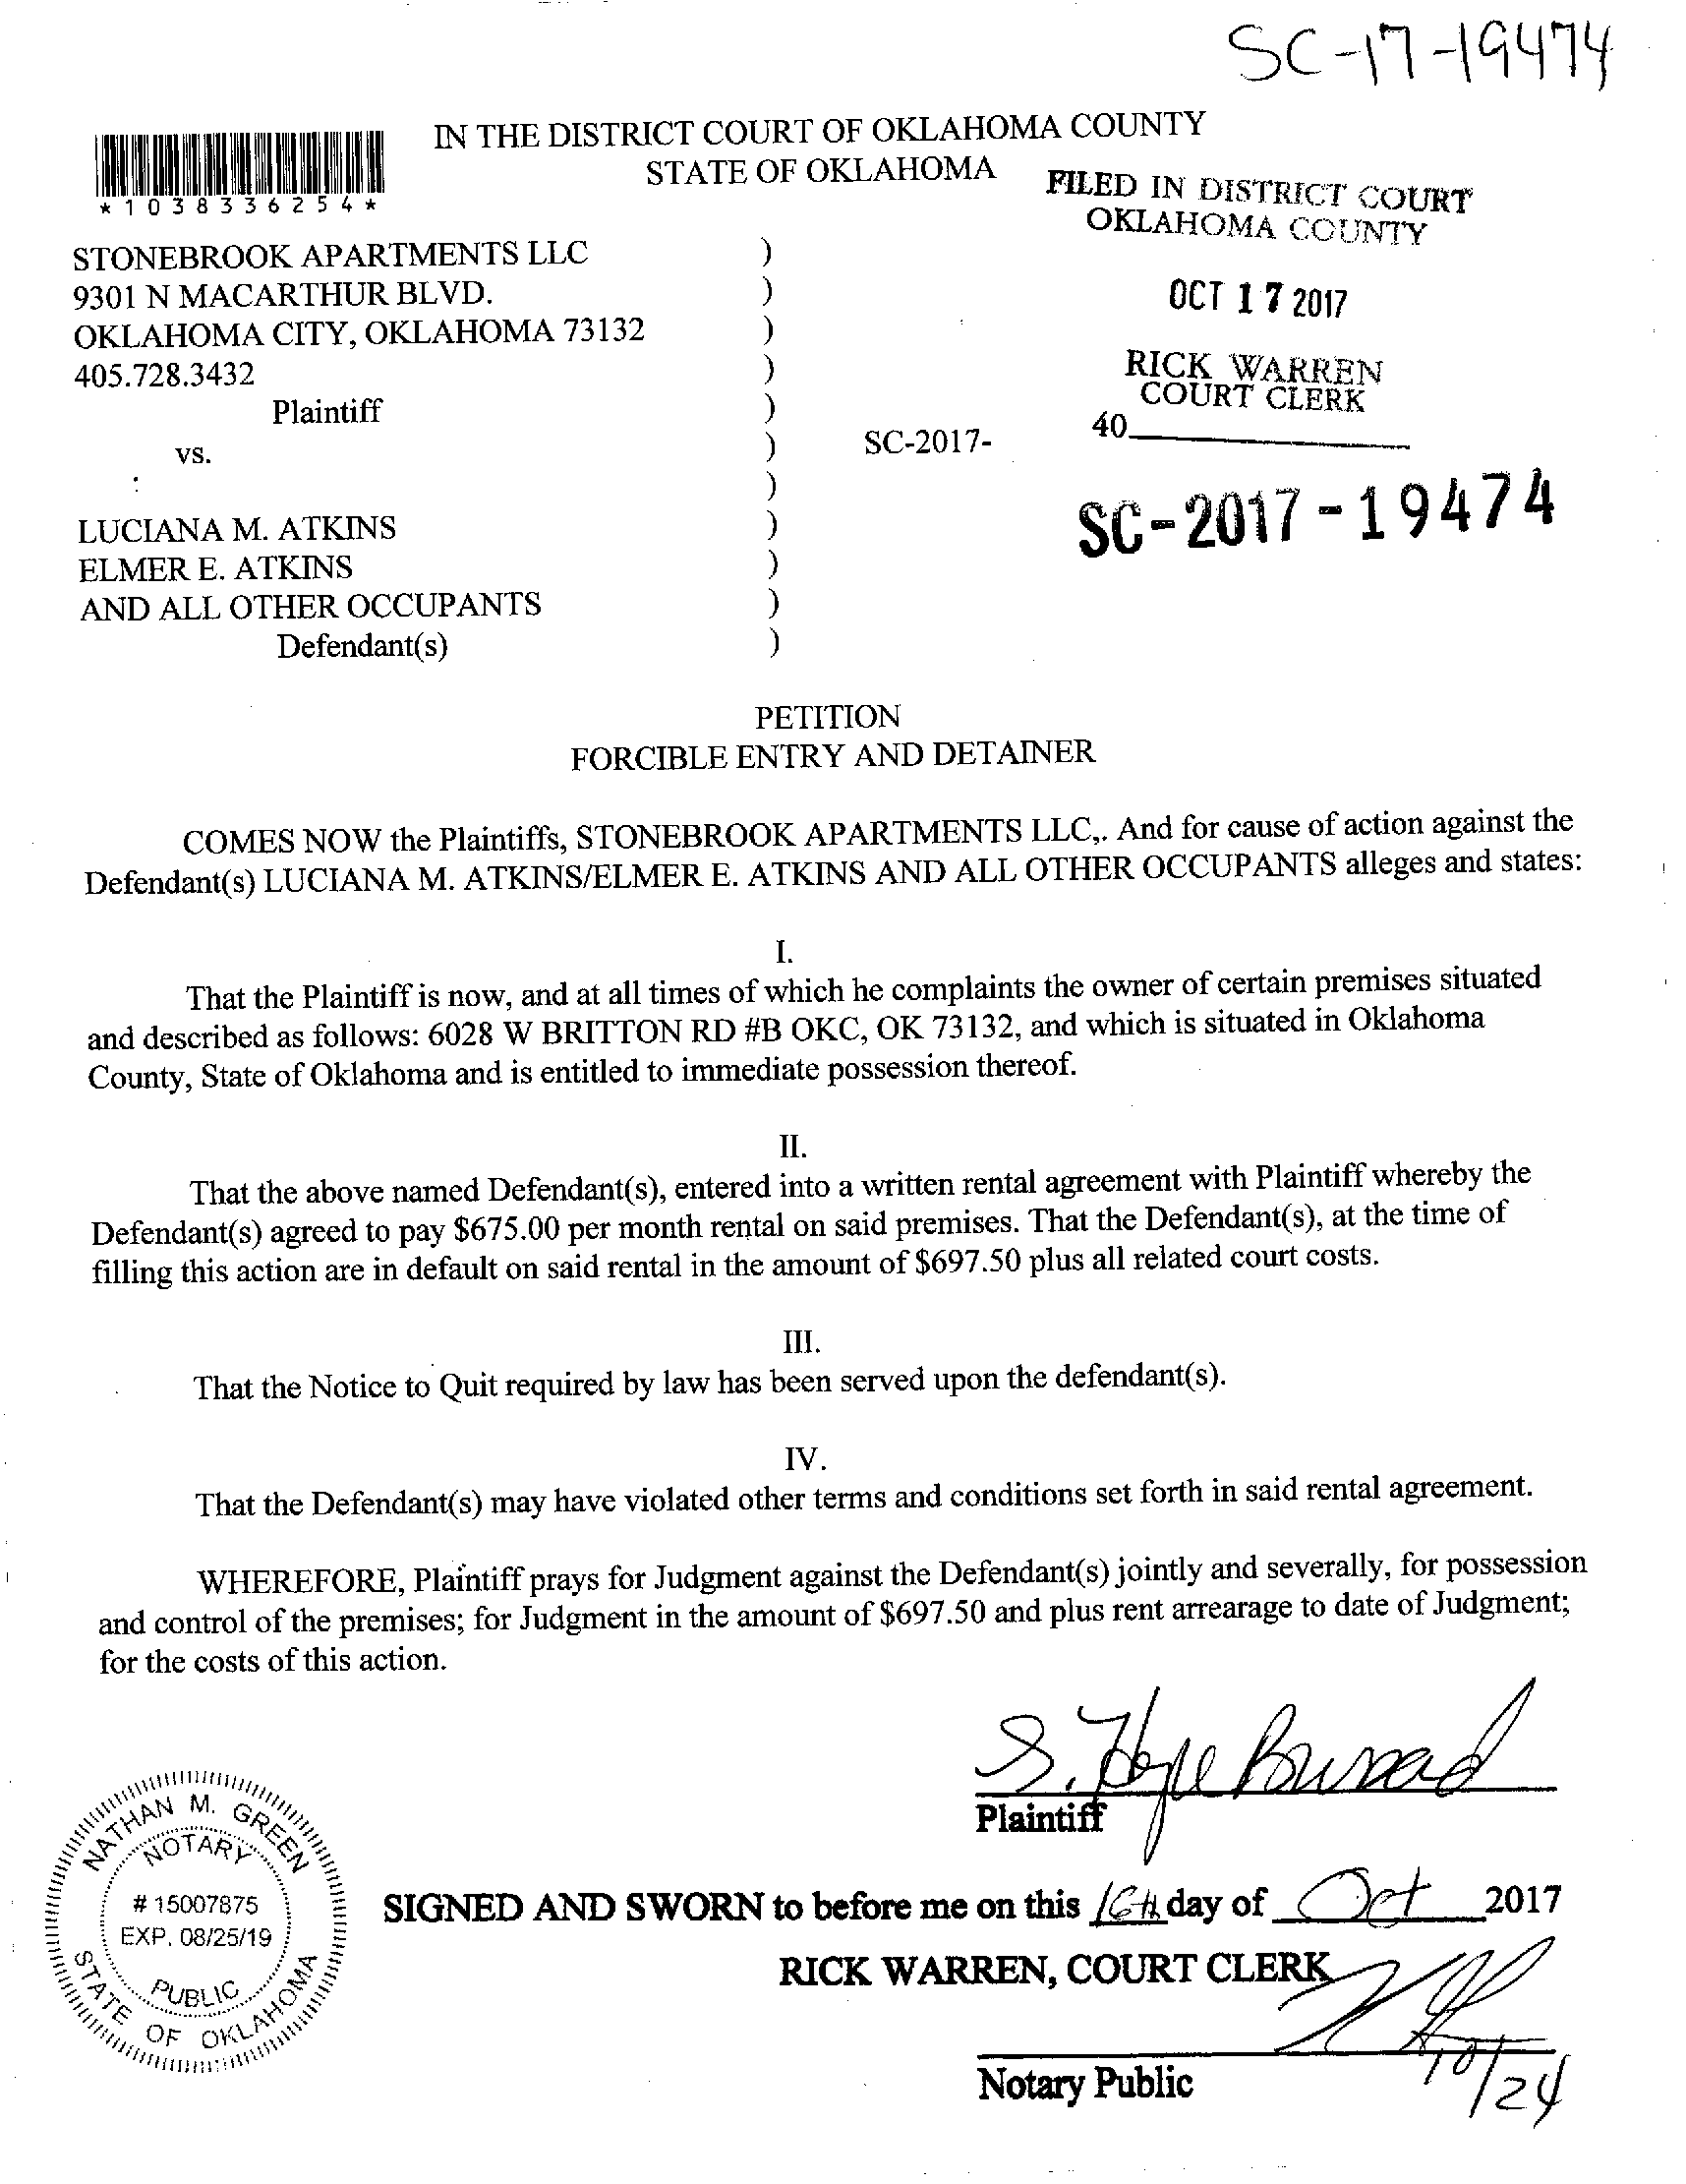 SC-17-19474
IN THE DISTRICT COURT OF OKLAHOMA COUNTY
STATE OF OKLAHOMA
*1038336254*
FILED IN DISTRICT COURT
OKLAHOMA COUNTY
OCT 17 2017
RICK WARREN
COURT CLERK
40
STONEBROOK APARTMENTS LLC )
9301 N MACARTHUR BLVD. )
OKLAHOMA CITY, OKLAHOMA 73132 )
405.728.3432 )
Plaintiff )
vs. ) SC-2017-
)
SC-2017-19474
LUCIANA M. ATKINS )
ELMER E. ATKINS )
AND ALL OTHER OCCUPANTS )
Defendant(s) )
PETITION
FORCIBLE ENTRY AND DETAINER
COMES NOW the Plaintiffs, STONEBROOK APARTMENTS LLC,. And for cause of action against the
Defendant(s) LUCIANA M. ATKINS/ELMER E. ATKINS AND ALL OTHER OCCUPANTS alleges and states:
I.
That the Plaintiff is now, and at all times of which he complaints the owner of certain premises situated
and described as follows: 6028 W BRITTON RD #B OKC, OK 73132, and which is situated in Oklahoma
County, State of Oklahoma and is entitled to immediate possession thereof.
II.
That the above named Defendant(s), entered into a written rental agreement with Plaintiff whereby the
Defendant(s) agreed to pay $675.00 per month rental on said premises. That the Defendant(s), at the time of
filling this action are in default on said rental in the amount of $697.50 plus all related court costs.
III.
That the Notice to Quit required by law has been served upon the defendant(s).
IV.
That the Defendant(s) may have violated other terms and conditions set forth in said rental agreement.
WHEREFORE, Plaintiff prays for Judgment against the Defendant(s) jointly and severally, for possession
and control of the premises; for Judgment in the amount of $697.50 and plus rent arrearage to date of Judgment;
for the costs of this action.
S. Hope
Plaintiff
NATHAN M. GREEN
NOTARY
# 15007875
EXP. 08/25/19
PUBLIC
STATE OF OKLAHOMA
SIGNED AND SWORN to before me on this 16th day of Oct 2017
RICK WARREN, COURT CLERK
Notary Public
10/24